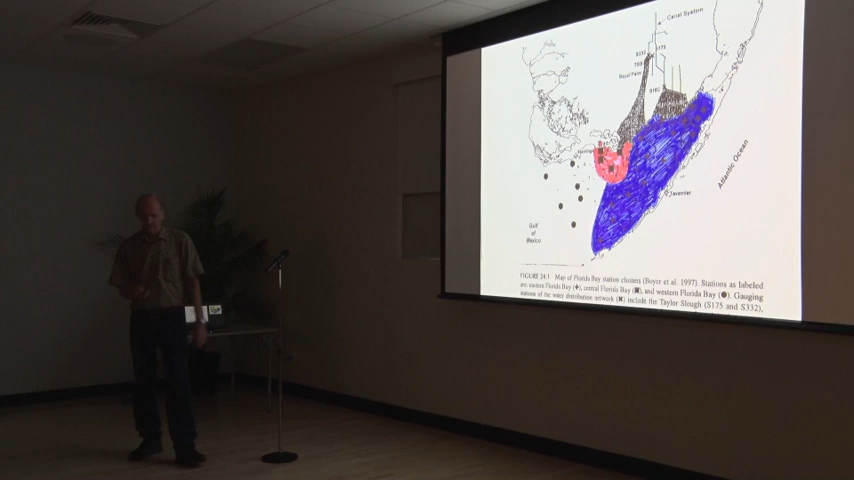 Canal System
S332
S175
TSB
Royal Palm
S18C
Atlantic Ocean
Tavernier
Gulf
of
Mexico
FIGURE 24.1 Map of Florida Bay station clusters (Boyer et al. 1997). Stations as labeled
are: eastern Florida Bay (✦), central Florida Bay (■), and western Florida Bay (●). Gauging
stations of the water distribution network (✖) include the Taylor Slough (S175 and S332),